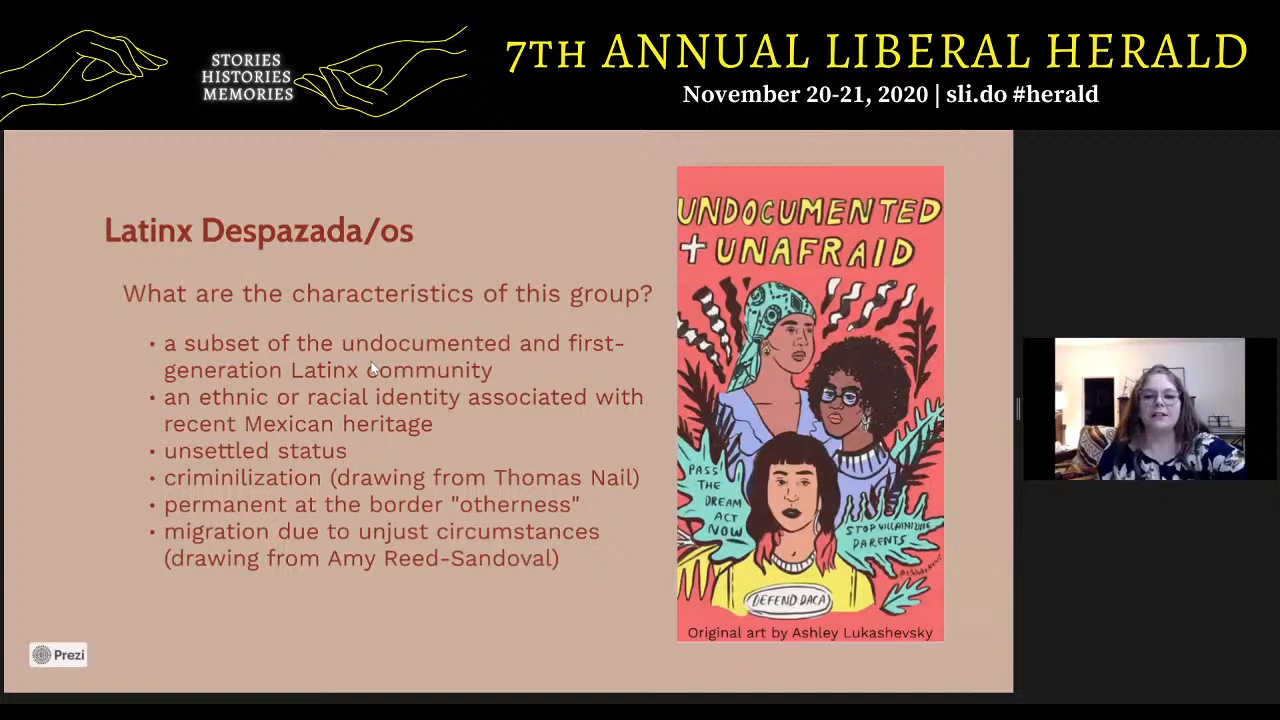 STORIES
HISTORIES
MEMORIES
7TH ANNUAL LIBERAL HERALD
November 20-21, 2020 | sli.do #herald
Latinx Despazada/os
What are the characteristics of this group?
• a subset of the undocumented and first-
generation Latinx community
• an ethnic or racial identity associated with
recent Mexican heritage
• unsettled status
• criminilization (drawing from Thomas Nail)
• permanent at the border "otherness"
• migration due to unjust circumstances
(drawing from Amy Reed-Sandoval)
UNDOCUMENTED
+ UNAFRAID
PASS
THE
DREAM
ACT
NOW
STOP VILLAINIZING
PARENTS
DEFEND DACA
Original art by Ashley Lukashevsky
Prezi